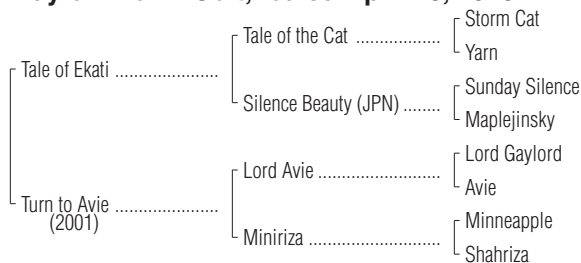 Storm Cat
Tale of the Cat ..................
Yarn
Tale of Ekati ......................
Sunday Silence
Silence Beauty (JPN) ........
Maplejinsky
Lord Gaylord
Lord Avie ..........................
Avie
Turn to Avie ......................
(2001)
Minneapple
Miniriza ............................
Shahriza